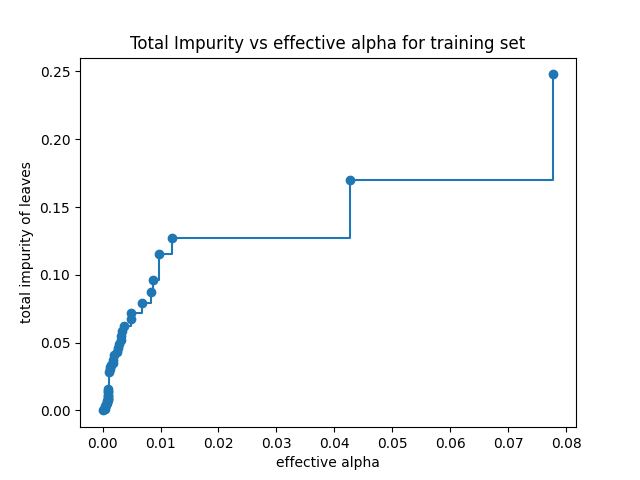 Total Impurity vs effective alpha for training set
total impurity of leaves
0.25
0.20
0.15
0.10
0.05
0.00
0.00 0.01 0.02 0.03 0.04 0.05 0.06 0.07 0.08
effective alpha